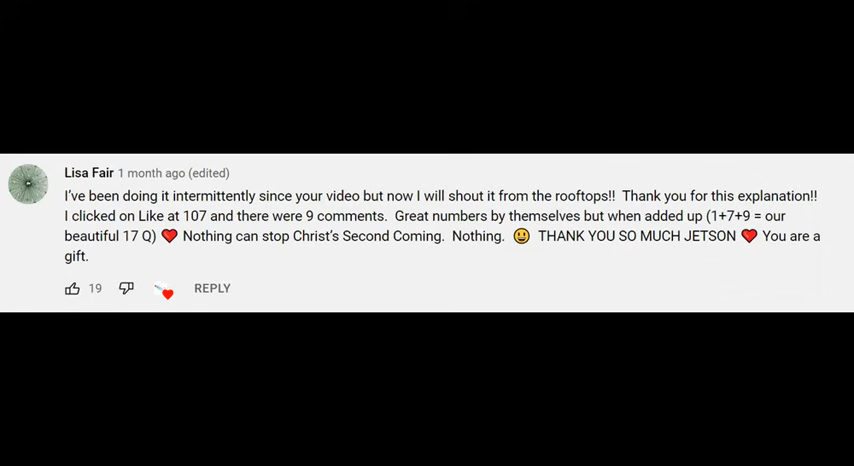 Lisa Fair 1 month ago (edited)
I've been doing it intermittently since your video but now I will shout it from the rooftops!! Thank you for this explanation!!
I clicked on Like at 107 and there were 9 comments. Great numbers by themselves but when added up (1+7+9 = our
beautiful 17 Q) ❤️ Nothing can stop Christ's Second Coming. Nothing. 😃 THANK YOU SO MUCH JETSON ❤️ You are a
gift.
19 REPLY